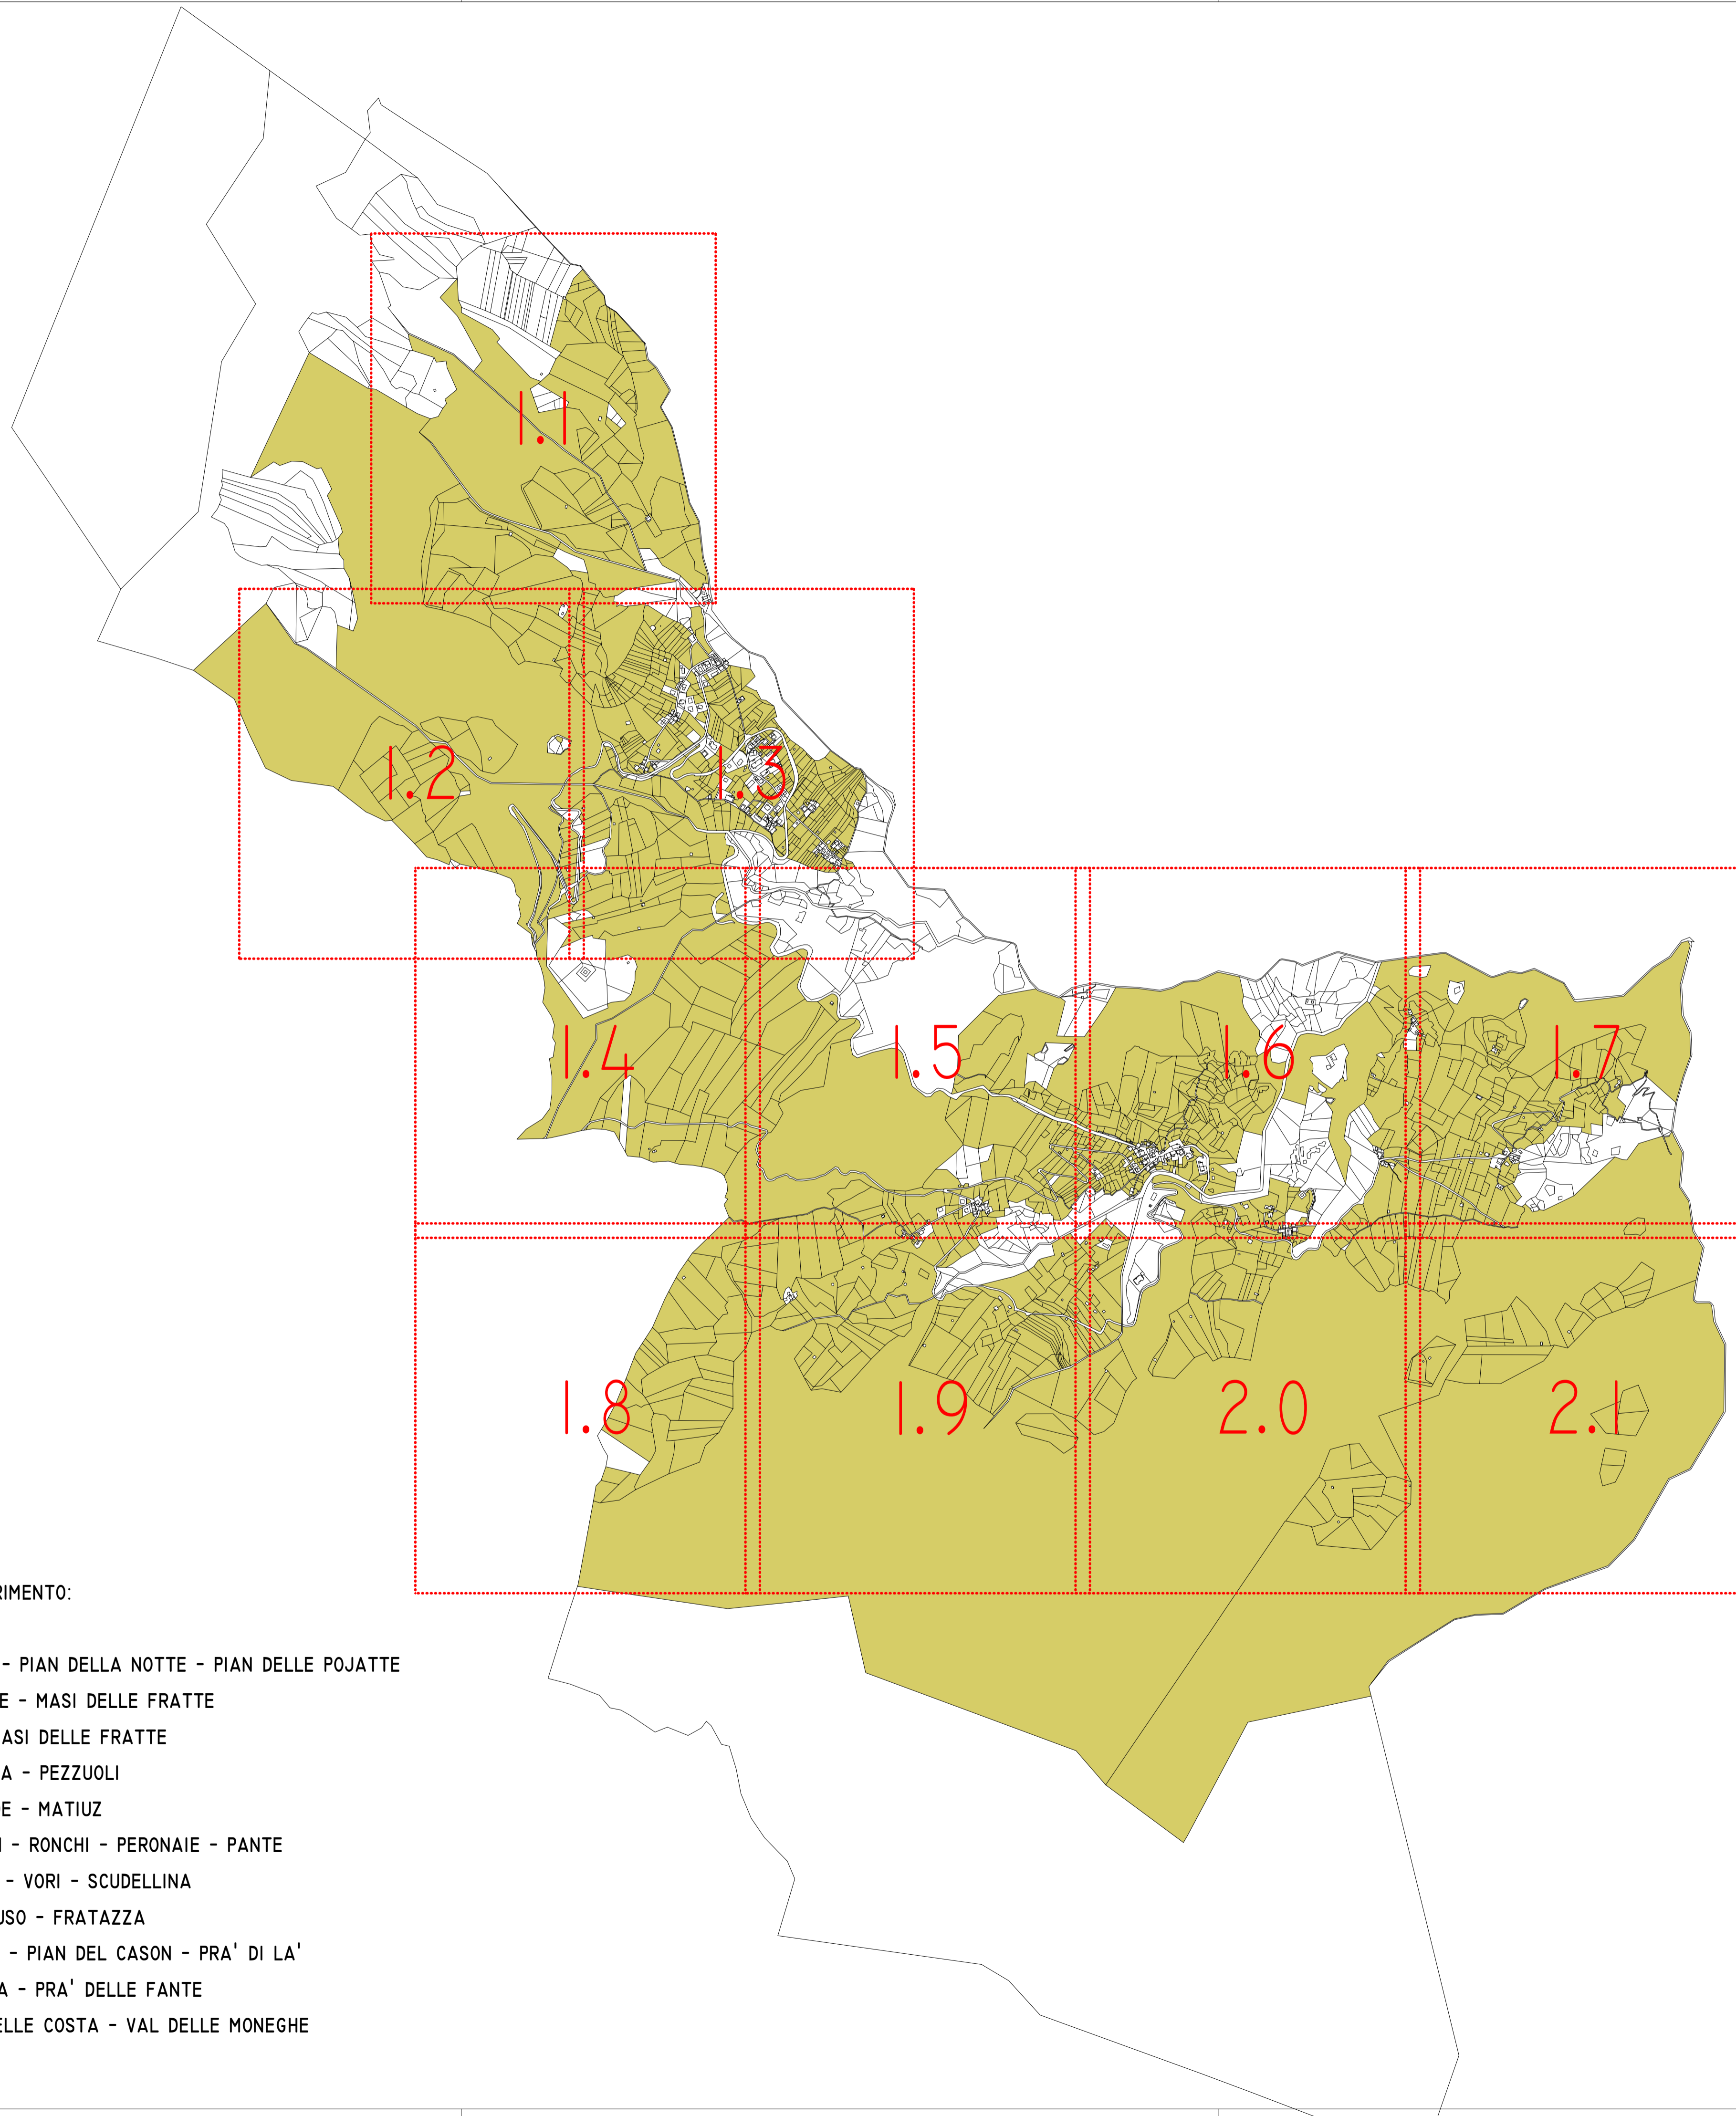 1.1
1.2
1.3
1.4
1.5
1.6
1.7
1.8
1.9
2.0
2.1
RIMENTO:
- PIAN DELLA NOTTE - PIAN DELLE POJATTE
E - MASI DELLE FRATTE
ASI DELLE FRATTE
A - PEZZUOLI
E - MATIUZ
- RONCHI - PERONAIE - PANTE
- VORI - SCUDELLINA
USO - FRATAZZA
- PIAN DEL CASON - PRA' DI LA'
A - PRA' DELLE FANTE
ELLE COSTA - VAL DELLE MONEGHE